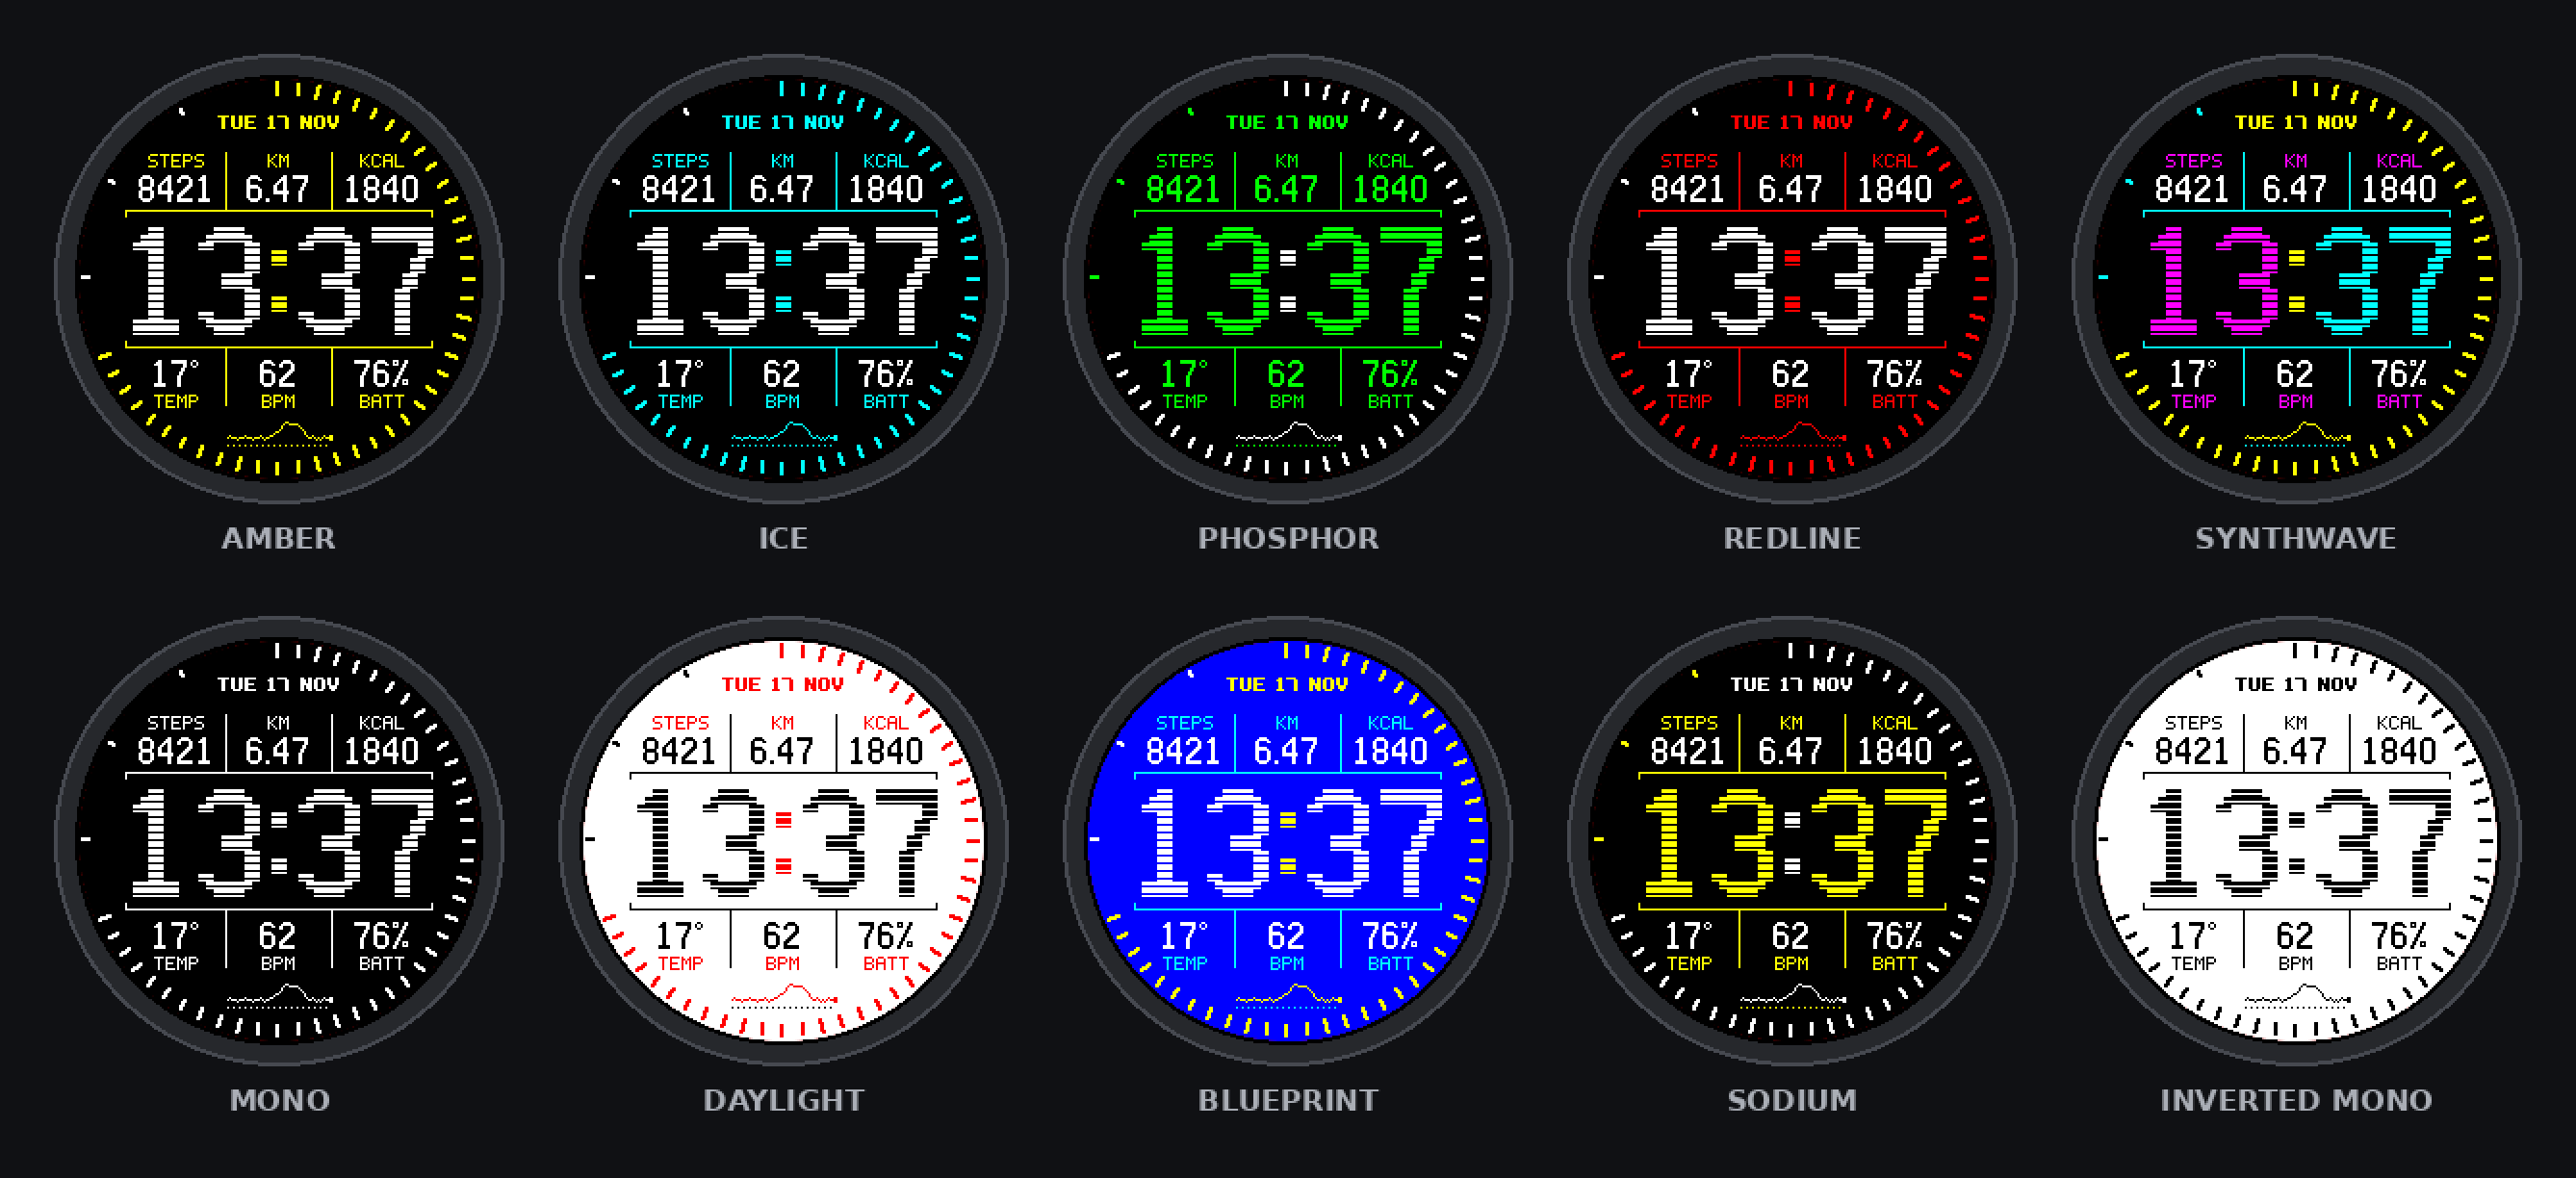 TUE 17 NOV
STEPS KM KCAL
8421 6.47 1840
13:37
17° 62 76%
TEMP BPM BATT
AMBER
TUE 17 NOV
STEPS KM KCAL
8421 6.47 1840
13:37
17° 62 76%
TEMP BPM BATT
ICE
TUE 17 NOV
STEPS KM KCAL
8421 6.47 1840
13:37
17° 62 76%
TEMP BPM BATT
PHOSPHOR
TUE 17 NOV
STEPS KM KCAL
8421 6.47 1840
13:37
17° 62 76%
TEMP BPM BATT
REDLINE
TUE 17 NOV
STEPS KM KCAL
8421 6.47 1840
13:37
17° 62 76%
TEMP BPM BATT
SYNTHWAVE
TUE 17 NOV
STEPS KM KCAL
8421 6.47 1840
13:37
17° 62 76%
TEMP BPM BATT
MONO
TUE 17 NOV
STEPS KM KCAL
8421 6.47 1840
13:37
17° 62 76%
TEMP BPM BATT
DAYLIGHT
TUE 17 NOV
STEPS KM KCAL
8421 6.47 1840
13:37
17° 62 76%
TEMP BPM BATT
BLUEPRINT
TUE 17 NOV
STEPS KM KCAL
8421 6.47 1840
13:37
17° 62 76%
TEMP BPM BATT
SODIUM
TUE 17 NOV
STEPS KM KCAL
8421 6.47 1840
13:37
17° 62 76%
TEMP BPM BATT
INVERTED MONO